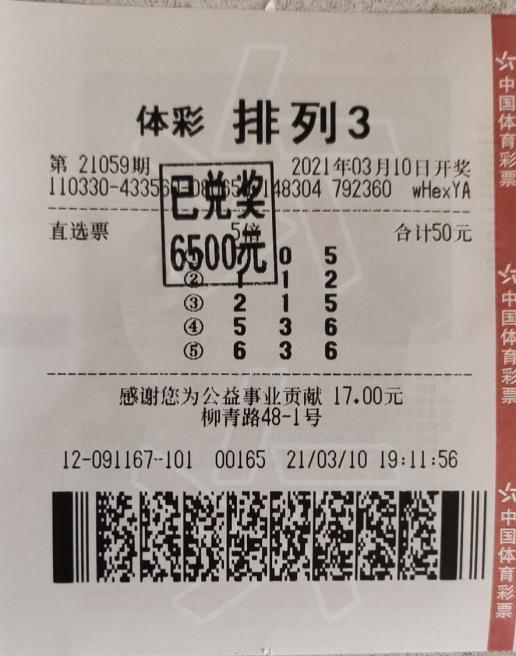 体彩 排列3
第 21059期
2021年03月10日开奖
110330-433560 148304 792360 wHexYA
已兑奖
6500元
直选票 5倍 合计50元
0 5
② 1 1 2
③ 2 1 5
④ 5 3 6
⑤ 6 3 6
感谢您为公益事业贡献 17.00元
柳青路48-1号
12-091167-101 00165 21/03/10 19:11:56
中国体育彩票
中国体育彩票
中国体育彩票